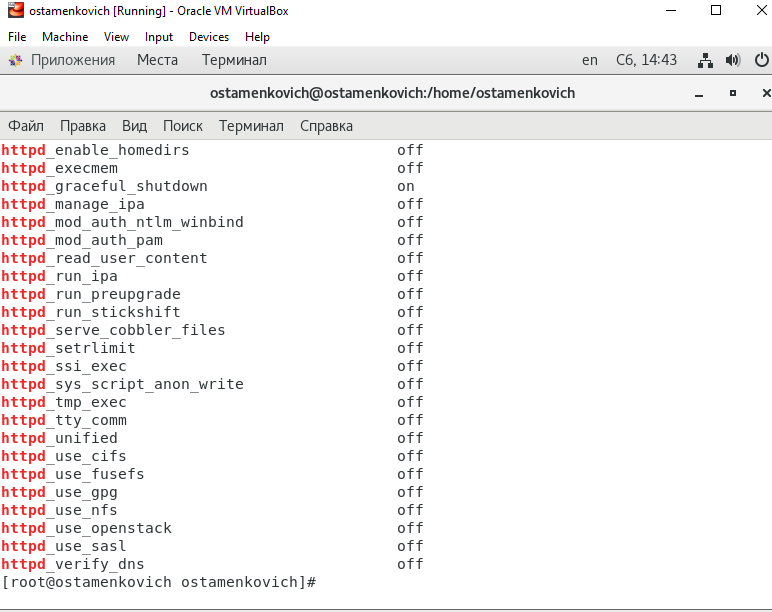 ostamenkovich [Running] - Oracle VM VirtualBox
File Machine View Input Devices Help
Приложения Места Терминал en Сб, 14:43
ostamenkovich@ostamenkovich:/home/ostamenkovich
Файл Правка Вид Поиск Терминал Справка
httpd_enable_homedirs off
httpd_execmem off
httpd_graceful_shutdown on
httpd_manage_ipa off
httpd_mod_auth_ntlm_winbind off
httpd_mod_auth_pam off
httpd_read_user_content off
httpd_run_ipa off
httpd_run_preupgrade off
httpd_run_stickshift off
httpd_serve_cobbler_files off
httpd_setrlimit off
httpd_ssi_exec off
httpd_sys_script_anon_write off
httpd_tmp_exec off
httpd_tty_comm off
httpd_unified off
httpd_use_cifs off
httpd_use_fusefs off
httpd_use_gpg off
httpd_use_nfs off
httpd_use_openstack off
httpd_use_sasl off
httpd_verify_dns off
[root@ostamenkovich ostamenkovich]#